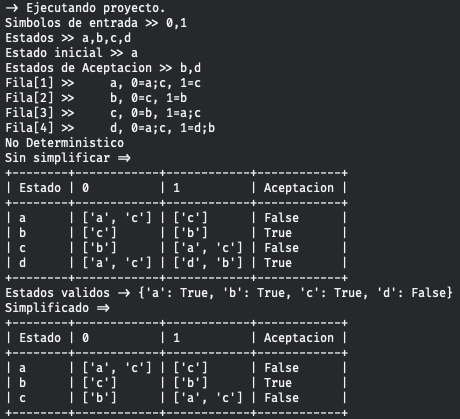 → Ejecutando proyecto.
Simbolos de entrada >> 0,1
Estados >> a,b,c,d
Estado inicial >> a
Estados de Aceptacion >> b,d
Fila[1] >>     a, 0=a;c, 1=c
Fila[2] >>     b, 0=c, 1=b
Fila[3] >>     c, 0=b, 1=a;c
Fila[4] >>     d, 0=a;c, 1=d;b
No Deterministico
Sin simplificar ⇒
+--------+------------+------------+------------+
| Estado | 0          | 1          | Aceptacion |
+--------+------------+------------+------------+
| a      | ['a', 'c'] | ['c']      | False      |
| b      | ['c']      | ['b']      | True       |
| c      | ['b']      | ['a', 'c'] | False      |
| d      | ['a', 'c'] | ['d', 'b'] | True       |
+--------+------------+------------+------------+
Estados validos → {'a': True, 'b': True, 'c': True, 'd': False}
Simplificado ⇒
+--------+------------+------------+------------+
| Estado | 0          | 1          | Aceptacion |
+--------+------------+------------+------------+
| a      | ['a', 'c'] | ['c']      | False      |
| b      | ['c']      | ['b']      | True       |
| c      | ['b']      | ['a', 'c'] | False      |
+--------+------------+------------+------------+